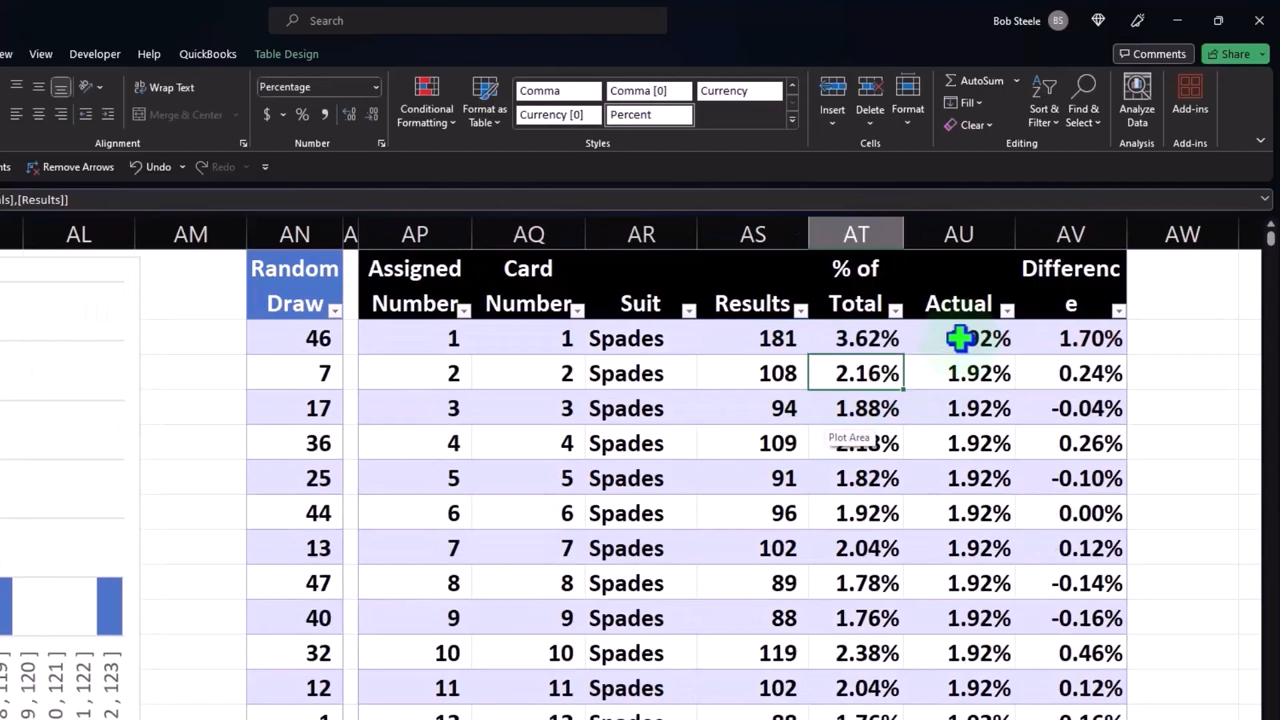 Search
Bob Steele BS
View Developer Help QuickBooks Table Design
Comments Share
Wrap Text
Merge & Center
Alignment
Percentage
$ % ,
Number
Conditional
Formatting
Format as
Table
Comma Comma [0] Currency
Currency [0] Percent
Styles
Insert Delete Format
Cells
AutoSum
Fill
Clear
Sort &
Filter
Find &
Select
Editing
Analyze
Data
Analysis
Add-ins
Add-ins
nts Remove Arrows Undo Redo
ls],[Results]]
AL AM AN A AP AQ AR AS AT AU AV AW
Random Assigned Card % of Differenc
Draw Number Number Suit Results Total Actual e
46 1 1 Spades 181 3.62% 92% 1.70%
7 2 2 Spades 108 2.16% 1.92% 0.24%
17 3 3 Spades 94 1.88% 1.92% -0.04%
Plot Area
36 4 4 Spades 109 1.92% 0.26%
25 5 5 Spades 91 1.82% 1.92% -0.10%
44 6 6 Spades 96 1.92% 1.92% 0.00%
13 7 7 Spades 102 2.04% 1.92% 0.12%
47 8 8 Spades 89 1.78% 1.92% -0.14%
40 9 9 Spades 88 1.76% 1.92% -0.16%
32 10 10 Spades 119 2.38% 1.92% 0.46%
12 11 11 Spades 102 2.04% 1.92% 0.12%
, 119 ]
9 , 120 ]
0 , 121 ]
1 , 122 ]
2 , 123 ]